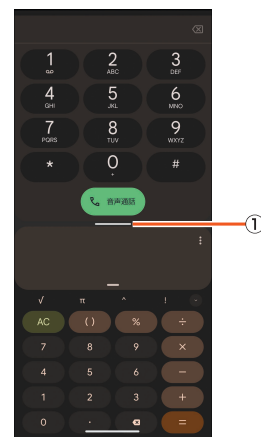 1 2 3
ABC DEF
4 5 6
GHI JKL MNO
7 8 9
PQRS TUV WXYZ
* 0 #
+
音声通話
①
√ π ^ !
AC ( ) % ÷
7 8 9 ×
4 5 6 −
1 2 3 +
0 . =